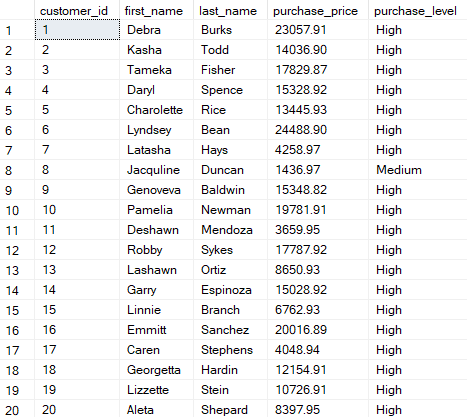 customer_id first_name last_name purchase_price purchase_level
1 1 Debra Burks 23057.91 High
2 2 Kasha Todd 14036.90 High
3 3 Tameka Fisher 17829.87 High
4 4 Daryl Spence 15328.92 High
5 5 Charolette Rice 13445.93 High
6 6 Lyndsey Bean 24488.90 High
7 7 Latasha Hays 4258.97 High
8 8 Jacquline Duncan 1436.97 Medium
9 9 Genoveva Baldwin 15348.82 High
10 10 Pamelia Newman 19781.91 High
11 11 Deshawn Mendoza 3659.95 High
12 12 Robby Sykes 17787.92 High
13 13 Lashawn Ortiz 8650.93 High
14 14 Garry Espinoza 15028.92 High
15 15 Linnie Branch 6762.93 High
16 16 Emmitt Sanchez 20016.89 High
17 17 Caren Stephens 4048.94 High
18 18 Georgetta Hardin 12154.91 High
19 19 Lizzette Stein 10726.91 High
20 20 Aleta Shepard 8397.95 High